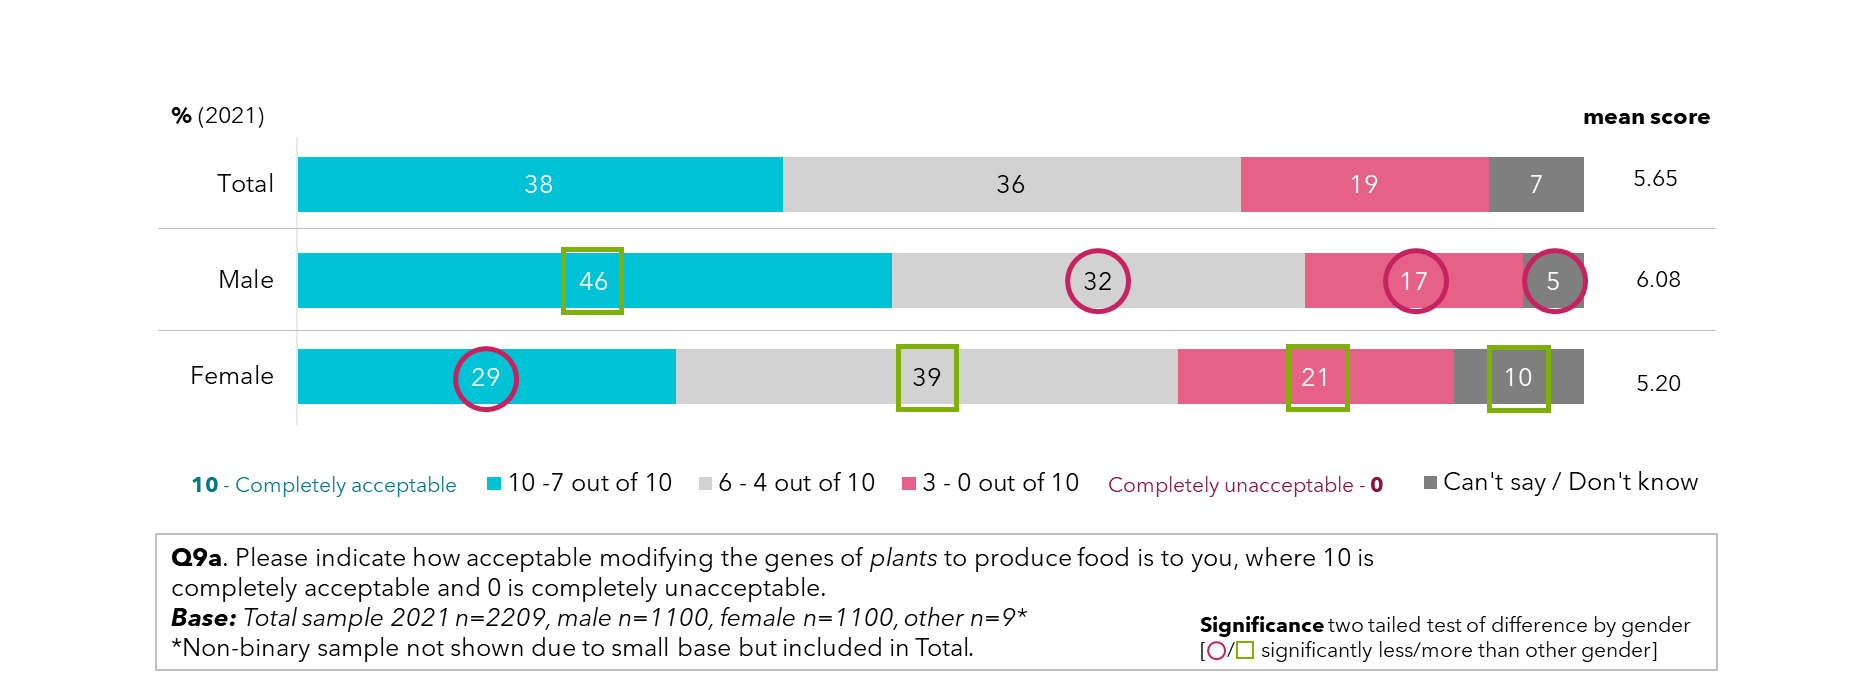 % (2021)
mean score
Total 38 36 19 7 5.65
Male 46 32 17 5 6.08
Female 29 39 21 10 5.20
10 - Completely acceptable 10 -7 out of 10 6 - 4 out of 10 3 - 0 out of 10 Completely unacceptable - 0 Can't say / Don't know
Q9a. Please indicate how acceptable modifying the genes of plants to produce food is to you, where 10 is
completely acceptable and 0 is completely unacceptable.
Base: Total sample 2021 n=2209, male n=1100, female n=1100, other n=9*
*Non-binary sample not shown due to small base but included in Total.
Significance two tailed test of difference by gender
[○/□ significantly less/more than other gender]